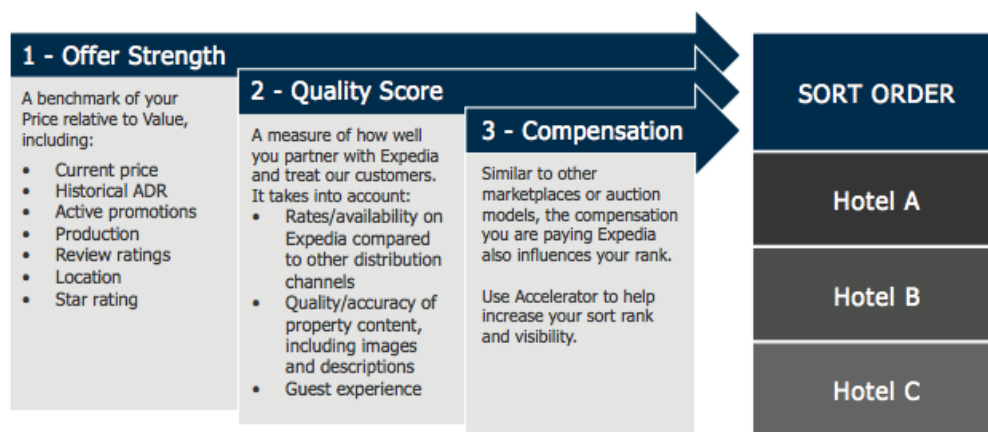 1 - Offer Strength
A benchmark of your
Price relative to Value,
including:
• Current price
• Historical ADR
• Active promotions
• Production
• Review ratings
• Location
• Star rating
2 - Quality Score
A measure of how well
you partner with Expedia
and treat our customers.
It takes into account:
• Rates/availability on
Expedia compared
to other distribution
channels
• Quality/accuracy of
property content,
including images
and descriptions
• Guest experience
3 - Compensation
Similar to other
marketplaces or auction
models, the compensation
you are paying Expedia
also influences your rank.
Use Accelerator to help
increase your sort rank
and visibility.
SORT ORDER
Hotel A
Hotel B
Hotel C